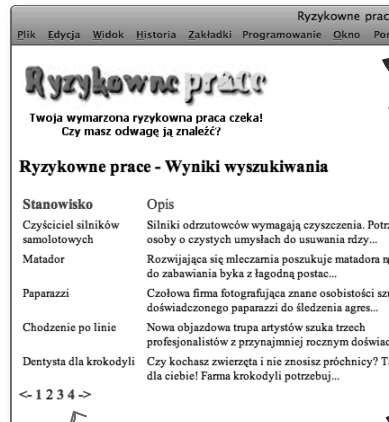 Ryzykowne prac
Plik Edycja Widok Historia Zakładki Programowanie Okno
Ryzykowne prace
Twoja wymarzona ryzykowna praca czeka!
Czy masz odwagę ją znaleźć?
Ryzykowne prace - Wyniki wyszukiwania
Stanowisko Opis
Czyściciel silników samolotowych Silniki odrzutowców wymagają czyszczenia.
osoby o czystych umysłach do usuwania rdzy...
Matador Rozwijająca się mleczarnia poszukuje matadora
do zabawiania byka z łagodną postac...
Paparazzi Czołowa firma fotografująca znane osobistości
doświadczonego paparazzi do śledzenia agres...
Chodzenie po linie Nowa objazdowa trupa artystów szuka trzech
profesjonalistów z przynajmniej rocznym
Dentysta dla krokodyli Czy kochasz zwierzęta i nie znosisz próchnicy?
dla ciebie! Farma krokodyli potrzebuj...
<- 1 2 3 4 ->